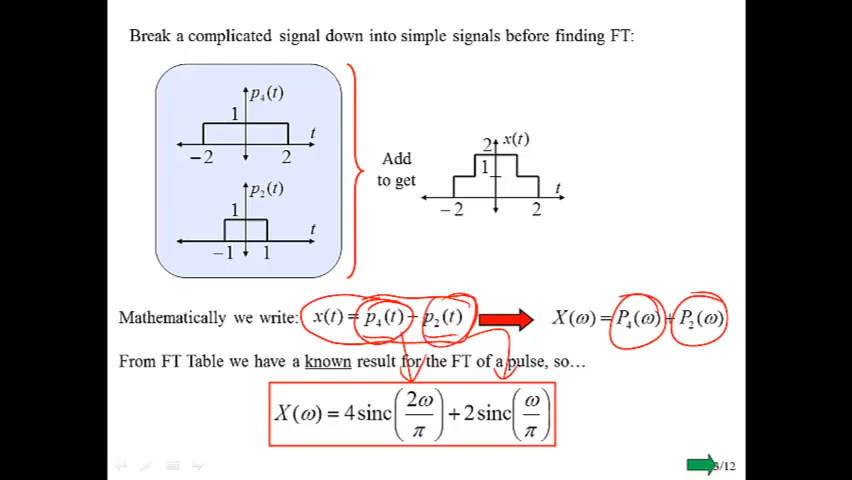 Break a complicated signal down into simple signals before finding FT:
p₄(t)
1
t
−2 2
p₂(t)
1
t
−1 1
Add
to get
2 x(t)
1
t
−2 2
Mathematically we write: x(t) = p₄(t) + p₂(t) X(ω) = P₄(ω) + P₂(ω)
From FT Table we have a known result for the FT of a pulse, so…
X(ω) = 4 sinc(2ω/π) + 2 sinc(ω/π)
/12